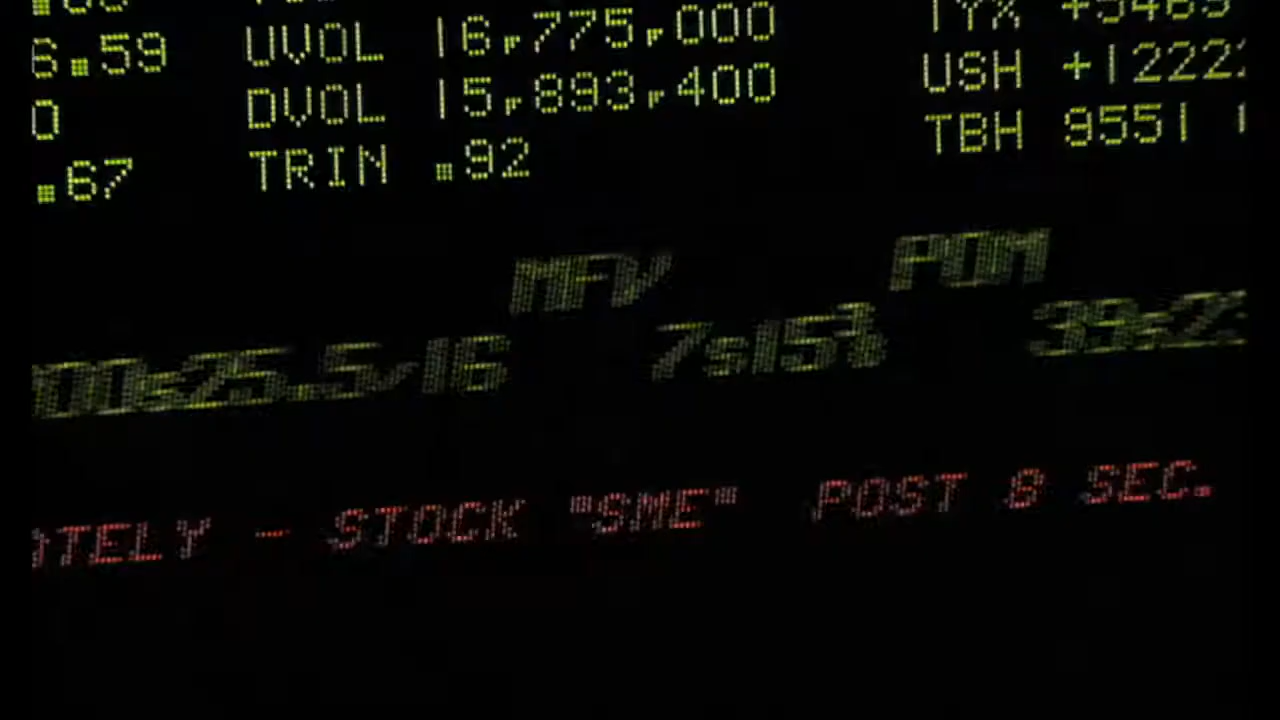 6.59 UVOL 16,775,000 USH +1222
0 DVOL 15,893,400 TBH 9551
.67 TRIN .92
MFV POM
7s15¾
TELY - STOCK "SME" POST 8 SEC.